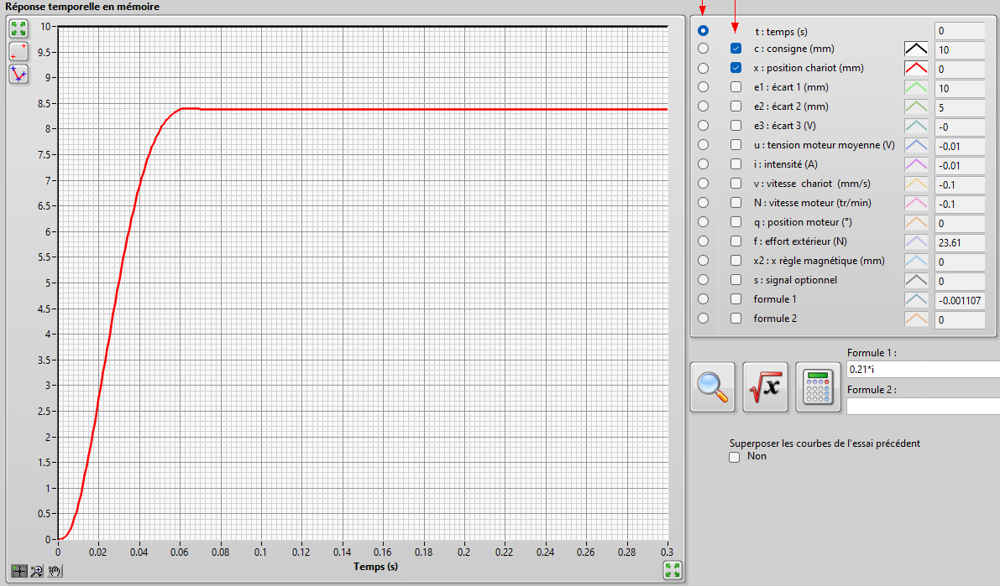 Réponse temporelle en mémoire
10
9.5
9
8.5
8
7.5
7
6.5
6
5.5
5
4.5
4
3.5
3
2.5
2
1.5
1
0.5
0
0 0.02 0.04 0.06 0.08 0.1 0.12 0.14 0.16 0.18 0.2 0.22 0.24 0.26 0.28 0.3
Temps (s)
t : temps (s) 0
c : consigne (mm) 10
x : position chariot (mm) 0
e1 : écart 1 (mm) 10
e2 : écart 2 (mm) 5
e3 : écart 3 (V) -0
u : tension moteur moyenne (V) -0.01
i : intensité (A) -0.01
v : vitesse chariot (mm/s) -0.1
N : vitesse moteur (tr/min) -0.1
q : position moteur (°) 0
f : effort extérieur (N) 23.61
x2 : x règle magnétique (mm) 0
s : signal optionnel 0
formule 1 -0.001107
formule 2 0
Formule 1 :
0.21*i
Formule 2 :
√x
Superposer les courbes de l'essai précédent
Non